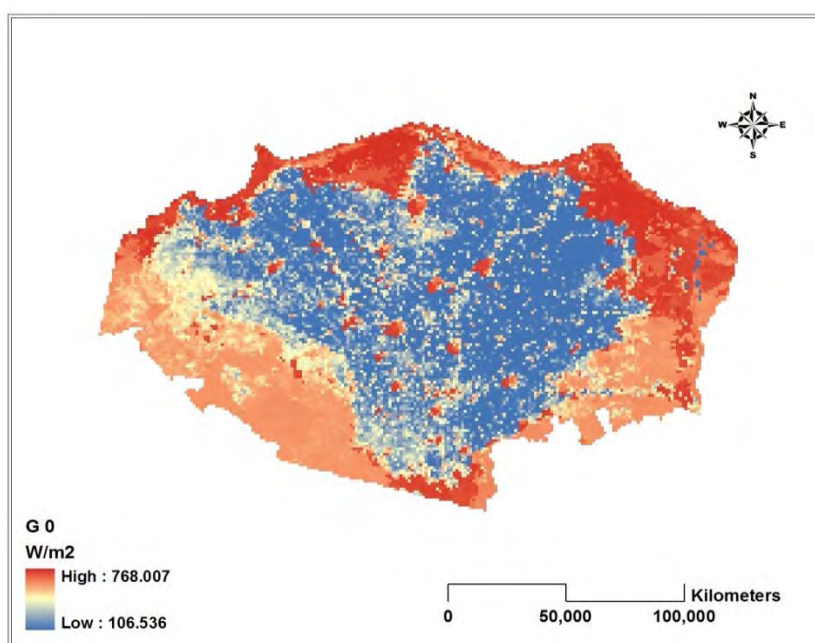 N
W E
S
G 0
W/m2
High : 768.007
Low : 106.536
Kilometers
0 50,000 100,000